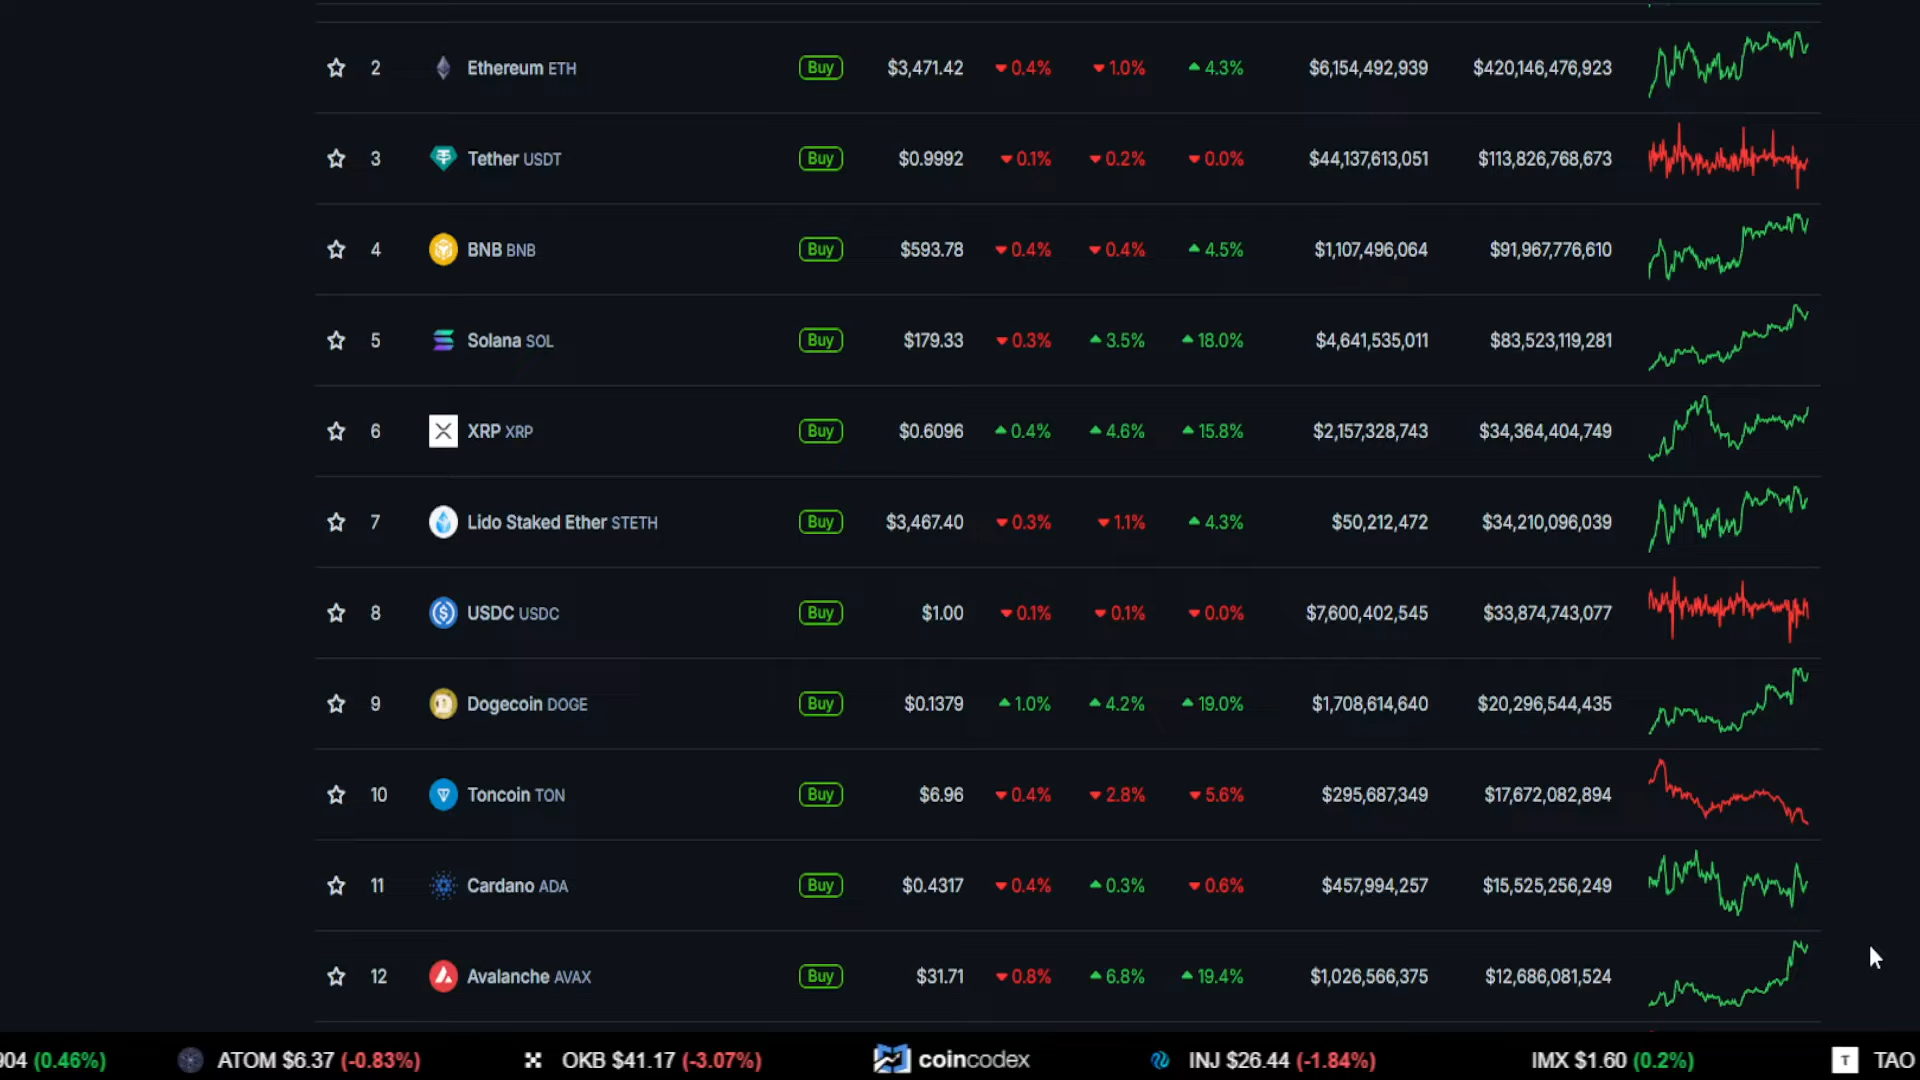 2 Ethereum ETH Buy $3,471.42 0.4% 1.0% 4.3% $6,154,492,939 $420,146,476,923
3 Tether USDT Buy $0.9992 0.1% 0.2% 0.0% $44,137,613,051 $113,826,768,673
4 BNB BNB Buy $593.78 0.4% 0.4% 4.5% $1,107,496,064 $91,967,776,610
5 Solana SOL Buy $179.33 0.3% 3.5% 18.0% $4,641,535,011 $83,523,119,281
6 XRP XRP Buy $0.6096 0.4% 4.6% 15.8% $2,157,328,743 $34,364,404,749
7 Lido Staked Ether STETH Buy $3,467.40 0.3% 1.1% 4.3% $50,212,472 $34,210,096,039
8 USDC USDC Buy $1.00 0.1% 0.1% 0.0% $7,600,402,545 $33,874,743,077
9 Dogecoin DOGE Buy $0.1379 1.0% 4.2% 19.0% $1,708,614,640 $20,296,544,435
10 Toncoin TON Buy $6.96 0.4% 2.8% 5.6% $295,687,349 $17,672,082,894
11 Cardano ADA Buy $0.4317 0.4% 0.3% 0.6% $457,994,257 $15,525,256,249
12 Avalanche AVAX Buy $31.71 0.8% 6.8% 19.4% $1,026,566,375 $12,686,081,524
904 (0.46%) ATOM $6.37 (-0.83%) OKB $41.17 (-3.07%) coincodex INJ $26.44 (-1.84%) IMX $1.60 (0.2%) T TAO